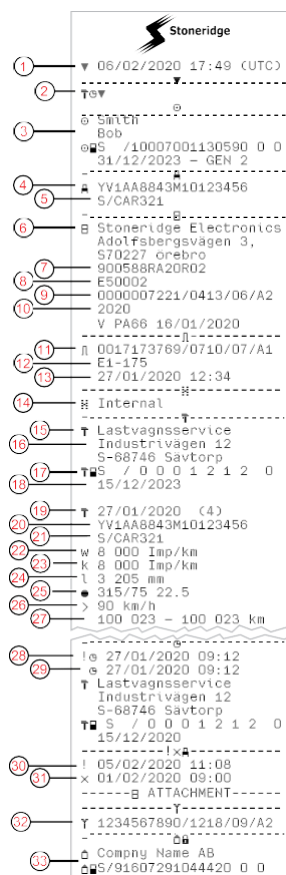 Stoneridge
1 ▼ 06/02/2020 17:49 (UTC)
2
3 Smith
Bob
S /10007001130590 0 0
31/12/2023 – GEN 2
4 YV1AA8843M10123456
5 S/CAR321
6 Stoneridge Electronics
Adolfsbergsvägen 3,
S70227 örebro
7 900588RA20R02
8 E50002
9 0000007221/0413/06/A2
10 2020
V PA66 16/01/2020
11 0017173769/0710/07/A1
12 Ei-175
13 27/01/2020 12:34
14 Internal
15 Lastvagnsservice
16 Industrivägen 12
S-68746 Sävtorp
17 S / 0 0 0 1 2 1 2 0
18 15/12/2023
19 27/01/2020 (4)
20 YV1AA8843M10123456
21 S/CAR321
22 w 8 000 Imp/km
23 k 8 000 Imp/km
24 l 3 205 mm
25 ● 315/75 22.5
26 > 90 km/h
27 100 023 – 100 023 km
28 ! 27/01/2020 09:12
29 27/01/2020 09:12
Lastvagnsservice
Industrivägen 12
S-68746 Sävtorp
S / 0 0 0 1 2 1 2 0
15/12/2020
!×
30 ! 05/02/2020 11:08
31 × 01/02/2020 09:00
ATTACHMENT
32 1234567890/1218/09/A2
33 Compny Name AB
S/91607291044420 0 0